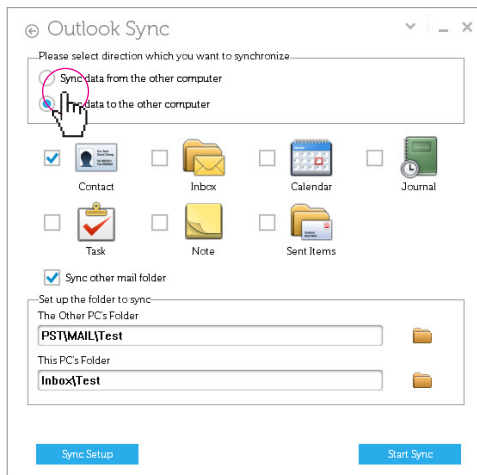 Outlook Sync
Please select direction which you want to synchronize
Sync data from the other computer
data to the other computer
Contact
Inbox
Calendar
Journal
Task
Note
Sent Items
Sync other mail folder
Set up the folder to sync
The Other PC's Folder
PST\MAIL\Test
This PC's Folder
Inbox\Test
Sync Setup
Start Sync